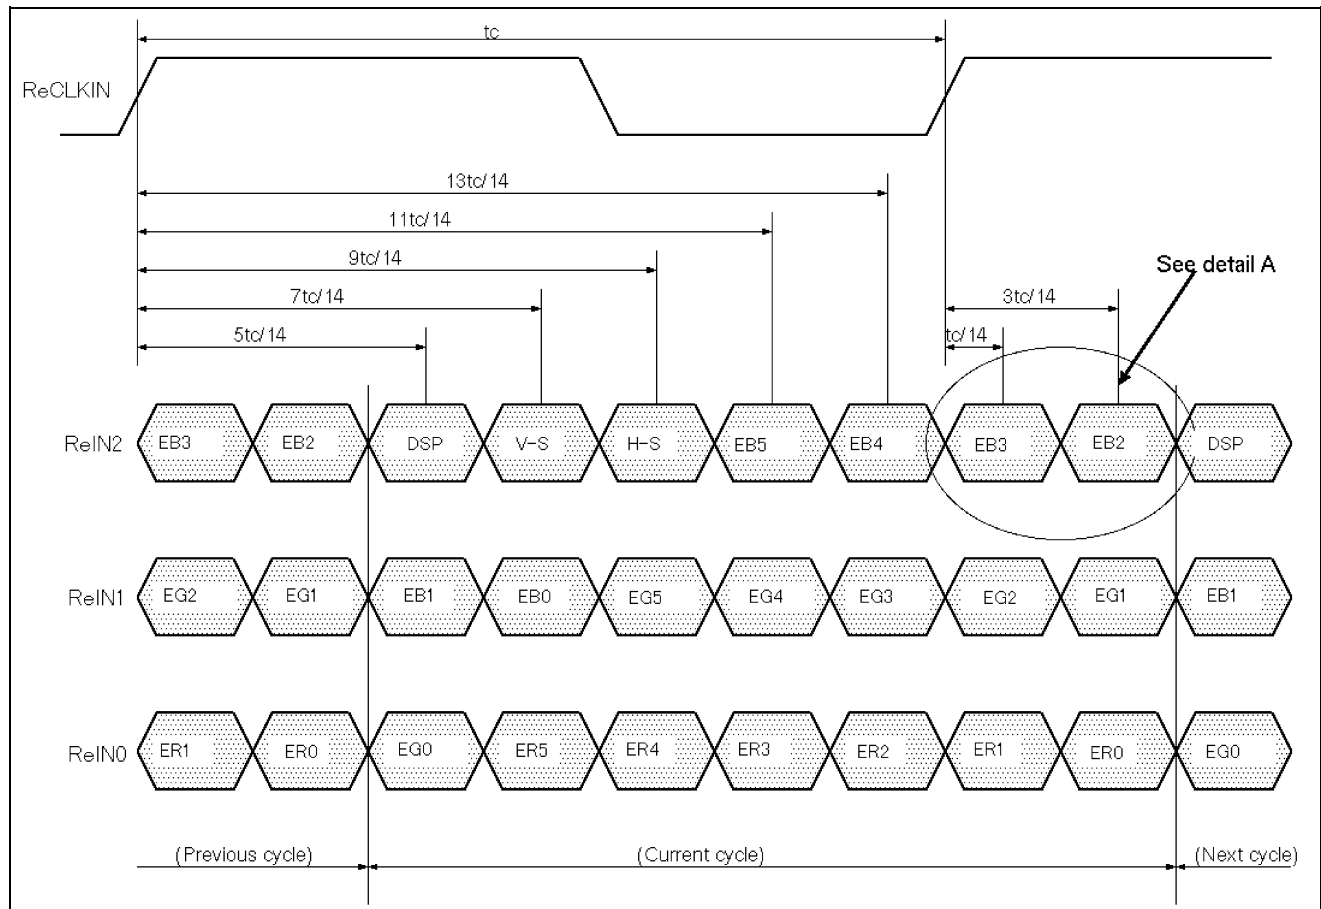 tc
ReCLKIN
13tc/14
11tc/14
9tc/14
See detail A
7tc/14
3tc/14
5tc/14
tc/14
ReIN2 EB3 EB2 DSP V-S H-S EB5 EB4 EB3 EB2 DSP
ReIN1 EG2 EG1 EB1 EB0 EG5 EG4 EG3 EG2 EG1 EB1
ReIN0 ER1 ER0 EG0 ER5 ER4 ER3 ER2 ER1 ER0 EG0
(Previous cycle) (Current cycle) (Next cycle)